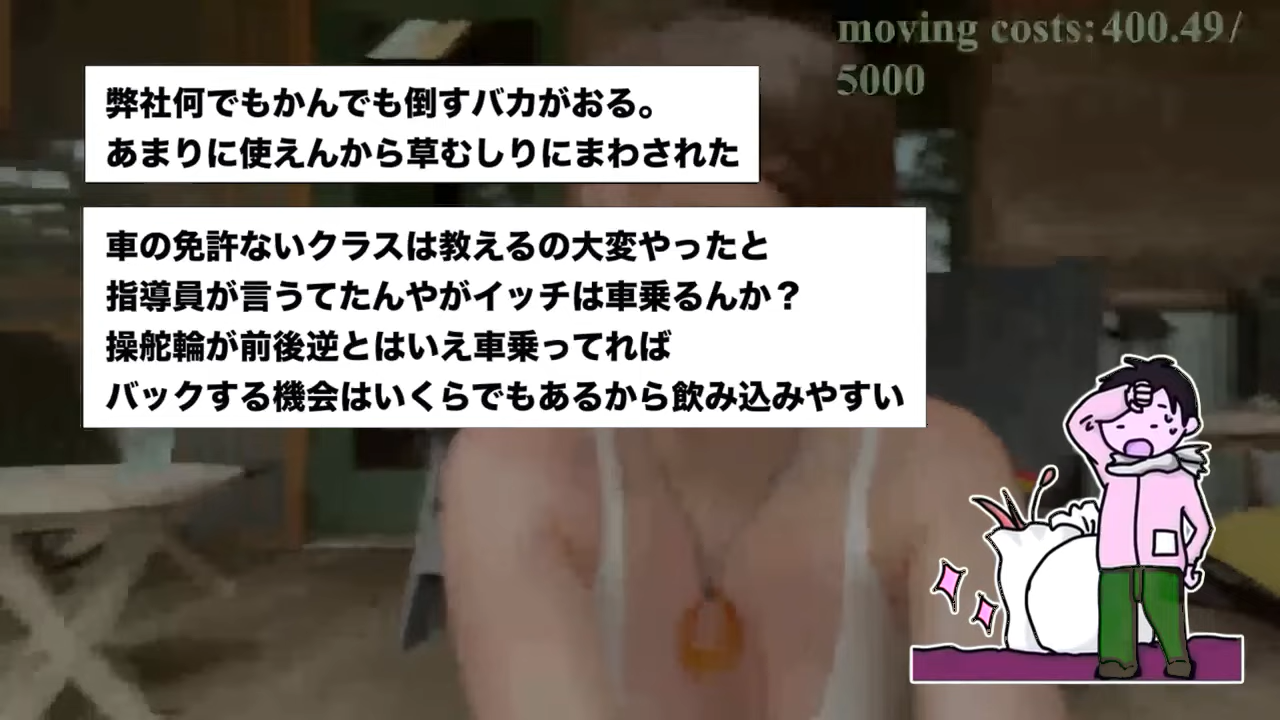 moving costs:400.49/
5000
弊社何でもかんでも倒すバカがおる。
あまりに使えんから草むしりにまわされた
車の免許ないクラスは教えるの大変やったと
指導員が言うてたんやがイッチは車乗るんか？
操舵輪が前後逆とはいえ車乗ってれば
バックする機会はいくらでもあるから飲み込みやすい